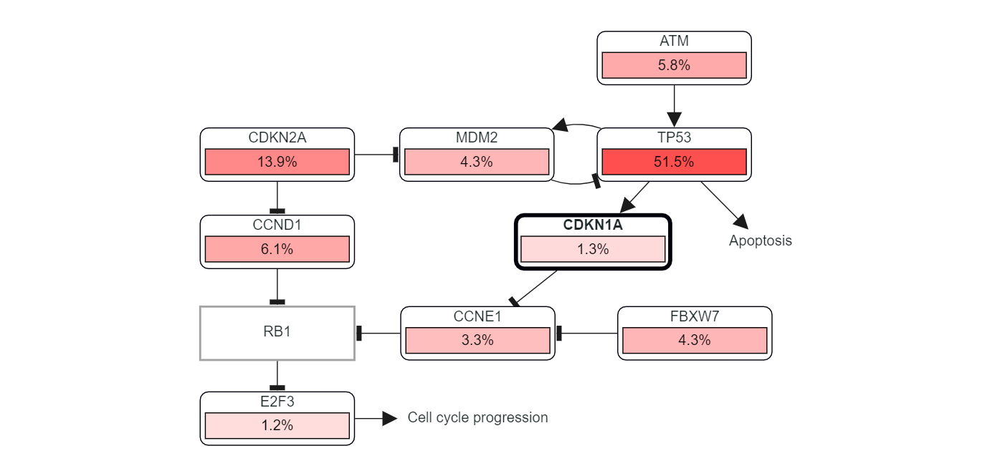 ATM
5.8%
CDKN2A
13.9%
MDM2
4.3%
TP53
51.5%
CCND1
6.1%
CDKN1A
1.3%
Apoptosis
RB1
CCNE1
3.3%
FBXW7
4.3%
E2F3
1.2%
Cell cycle progression